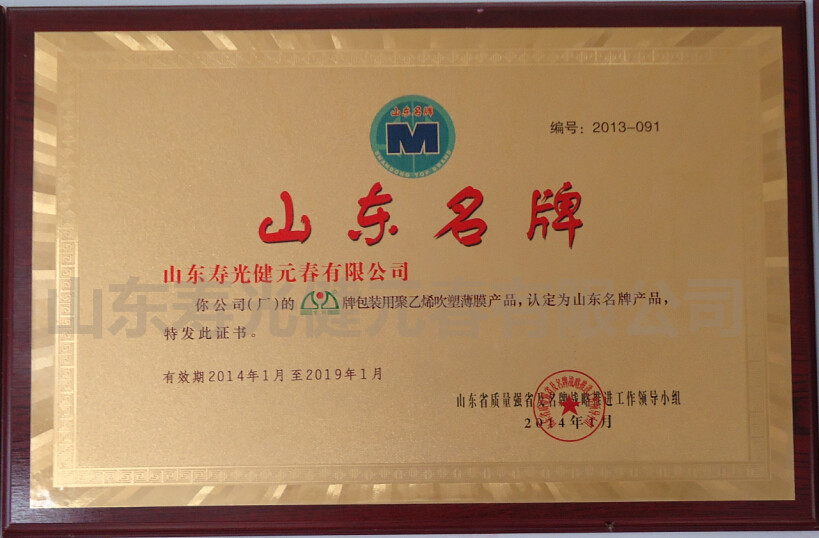 山东名牌
M
编号：2013-091
山东名牌
山东寿光健元春有限公司
你公司(厂)的 牌包装用聚乙烯吹塑薄膜产品，认定为山东名牌产品，
特发此证书。
有效期2014年1月至2019年1月
山东省质量强省及名牌战略推进工作领导小组
2014年1月
山东寿光健元春有限公司